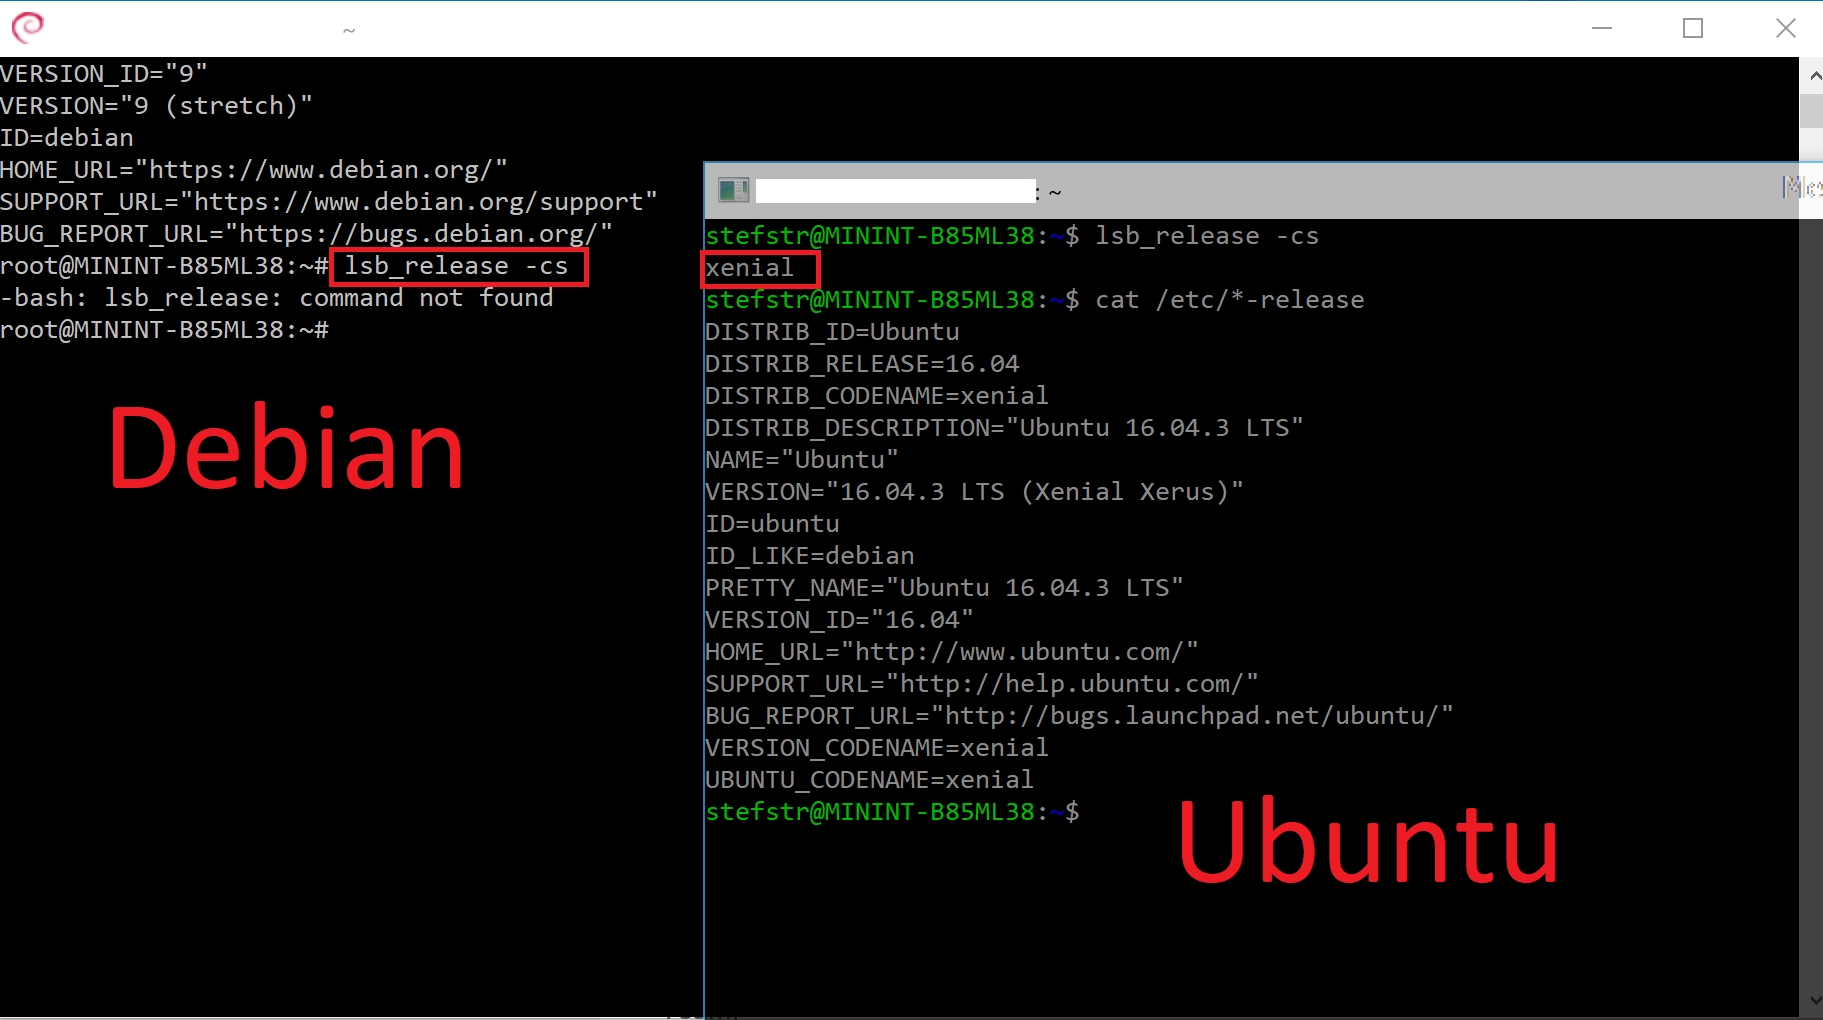 ~
VERSION_ID="9"
VERSION="9 (stretch)"
ID=debian
HOME_URL="https://www.debian.org/"
SUPPORT_URL="https://www.debian.org/support"
BUG_REPORT_URL="https://bugs.debian.org/"
root@MININT-B85ML38:~# lsb_release -cs
-bash: lsb_release: command not found
root@MININT-B85ML38:~#
Debian
: ~
stefstr@MININT-B85ML38:~$ lsb_release -cs
xenial
stefstr@MININT-B85ML38:~$ cat /etc/*-release
DISTRIB_ID=Ubuntu
DISTRIB_RELEASE=16.04
DISTRIB_CODENAME=xenial
DISTRIB_DESCRIPTION="Ubuntu 16.04.3 LTS"
NAME="Ubuntu"
VERSION="16.04.3 LTS (Xenial Xerus)"
ID=ubuntu
ID_LIKE=debian
PRETTY_NAME="Ubuntu 16.04.3 LTS"
VERSION_ID="16.04"
HOME_URL="http://www.ubuntu.com/"
SUPPORT_URL="http://help.ubuntu.com/"
BUG_REPORT_URL="http://bugs.launchpad.net/ubuntu/"
VERSION_CODENAME=xenial
UBUNTU_CODENAME=xenial
stefstr@MININT-B85ML38:~$
Ubuntu